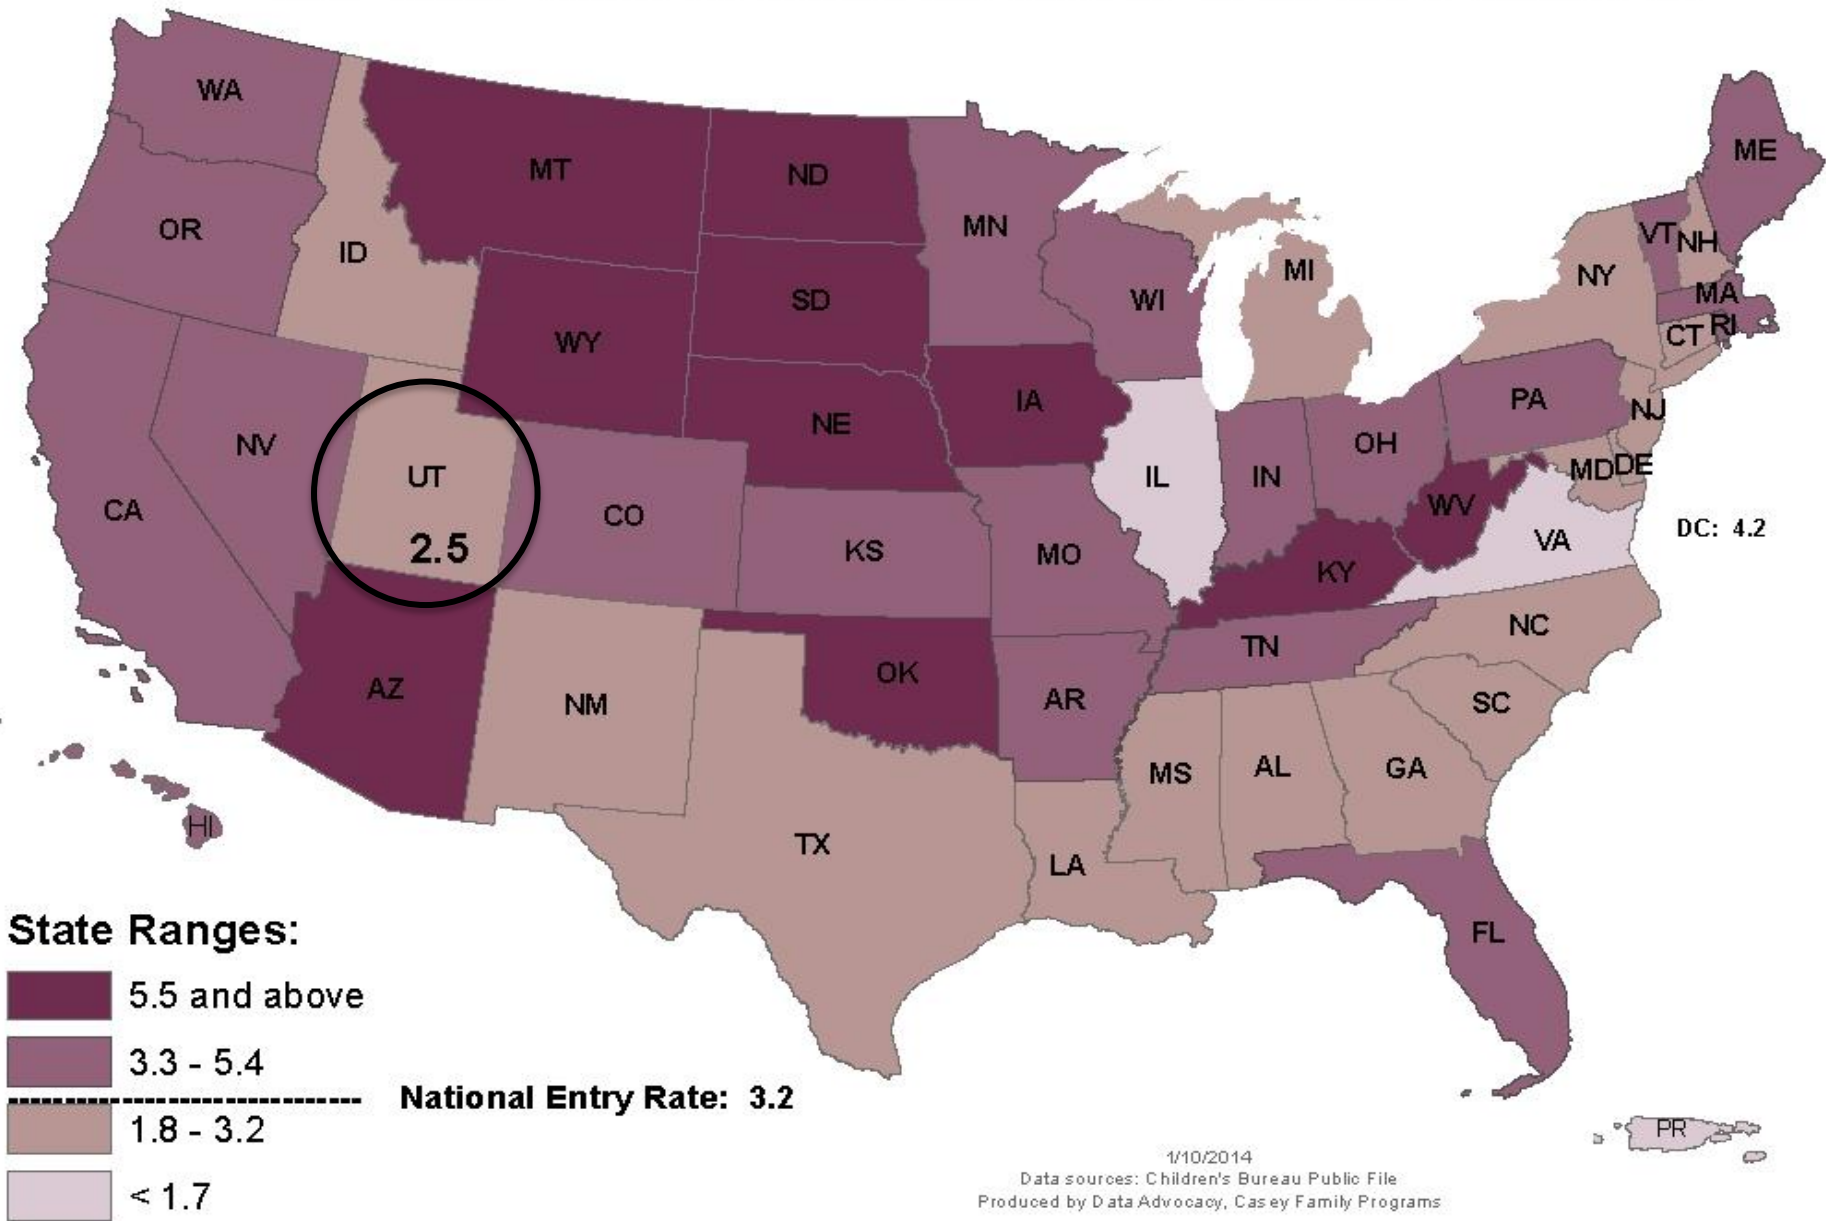 WA
ME
MT
ND
OR
MN
VT
NH
ID
MI
NY
SD
WI
MA
RI
CT
WY
IA
PA
NE
NJ
NV
OH
UT
IL
IN
MD
DE
CA
CO
WV
2.5
KS
MO
VA
DC: 4.2
KY
NC
TN
OK
AZ
NM
AR
SC
MS
AL
GA
HI
TX
LA
FL
State Ranges:
5.5 and above
3.3 - 5.4
National Entry Rate: 3.2
1.8 - 3.2
< 1.7
PR
1/10/2014
Data sources: Children's Bureau Public File
Produced by Data Advocacy, Casey Family Programs